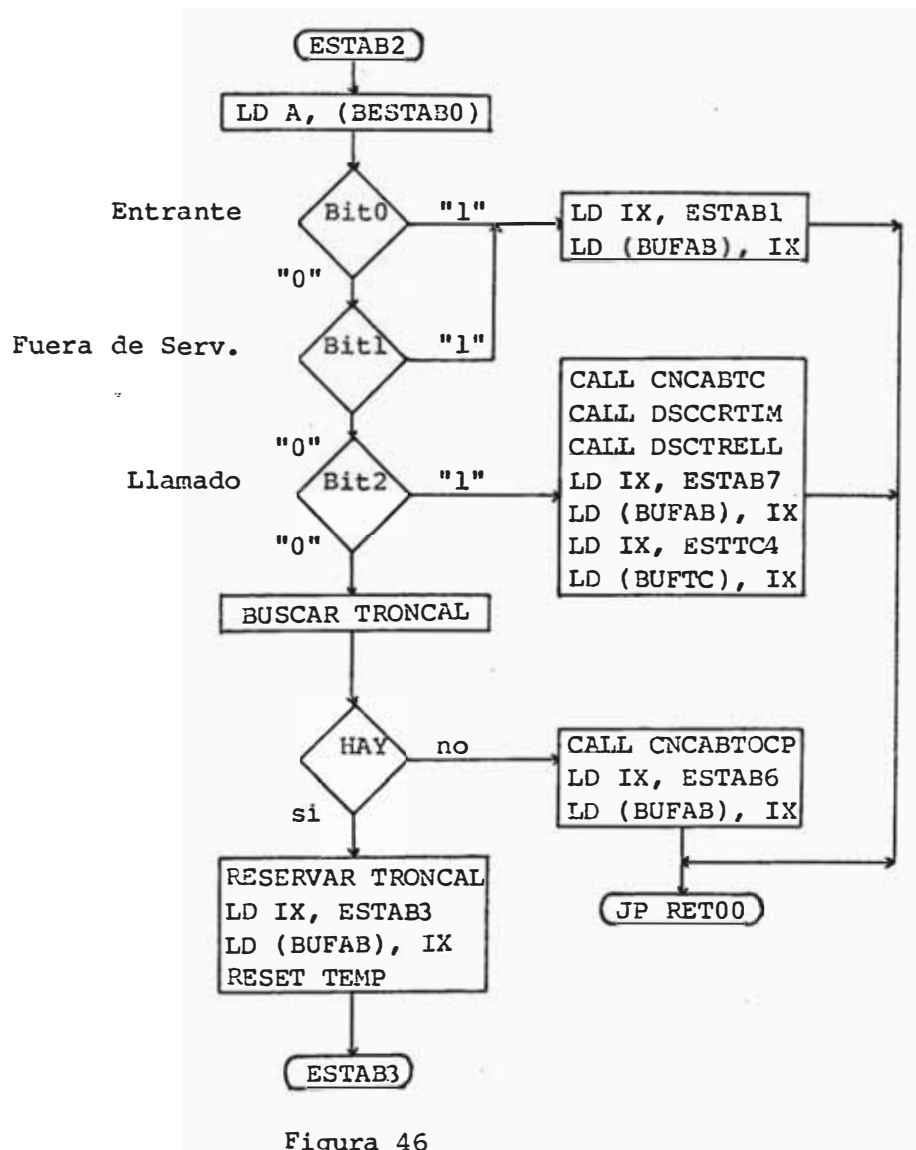 ESTAB2
LD A, (BESTAB0)
Entrante
Bit0
"1"
LD IX, ESTAB1
LD (BUFAB), IX
"0"
Fuera de Serv.
Bit1
"1"
"0"
Llamado
Bit2
"1"
CALL CNCABTC
CALL DSCCRTIM
CALL DSCTRELL
LD IX, ESTAB7
LD (BUFAB), IX
LD IX, ESTTC4
LD (BUFTC), IX
"0"
BUSCAR TRONCAL
HAY
no
CALL CNCABTOCP
LD IX, ESTAB6
LD (BUFAB), IX
si
RESERVAR TRONCAL
LD IX, ESTAB3
LD (BUFAB), IX
RESET TEMP
JP RET00
ESTAB3
Figura 46